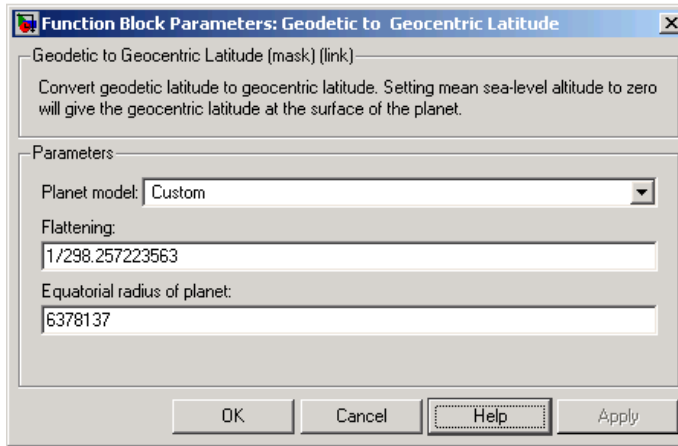 Function Block Parameters: Geodetic to Geocentric Latitude
Geodetic to Geocentric Latitude (mask) (link)
Convert geodetic latitude to geocentric latitude. Setting mean sea-level altitude to zero
will give the geocentric latitude at the surface of the planet.
Parameters
Planet model: Custom
Flattening:
1/298.257223563
Equatorial radius of planet:
6378137
OK Cancel Help Apply